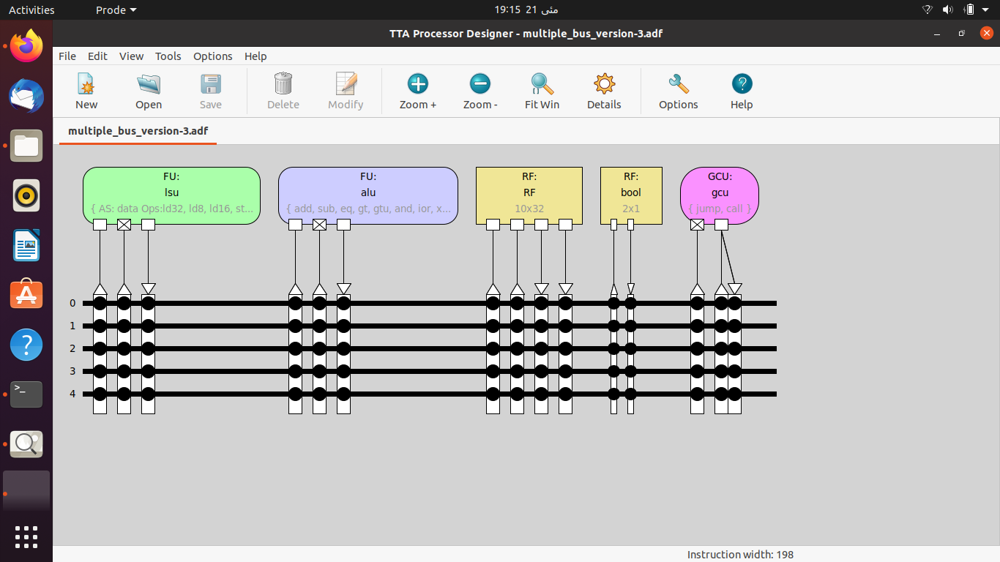 Activities
Prode
19:15 21 مئی
TTA Processor Designer - multiple_bus_version-3.adf
File Edit View Tools Options Help
New Open Save Delete Modify Zoom + Zoom - Fit Win Details Options Help
multiple_bus_version-3.adf
FU:
lsu
{ AS: data Ops:ld32, ld8, ld16, st...
FU:
alu
{ add, sub, eq, gt, gtu, and, ior, x...
RF:
RF
10x32
RF:
bool
2x1
GCU:
gcu
{ jump, call }
0
1
2
3
4
Instruction width: 198